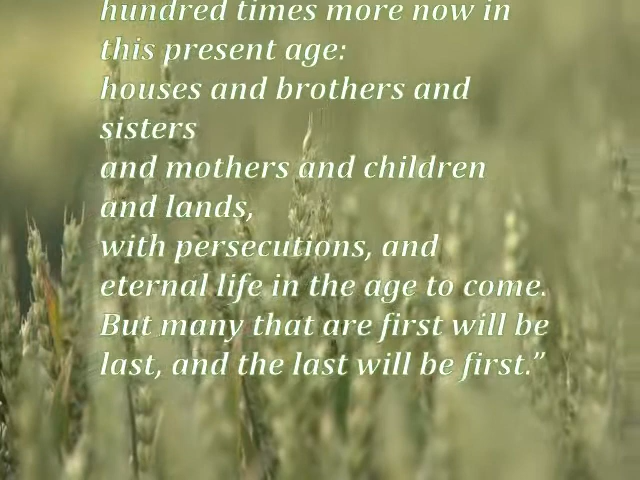 hundred times more now in
this present age:
houses and brothers and
sisters
and mothers and children
and lands,
with persecutions, and
eternal life in the age to come.
But many that are first will be
last, and the last will be first.”